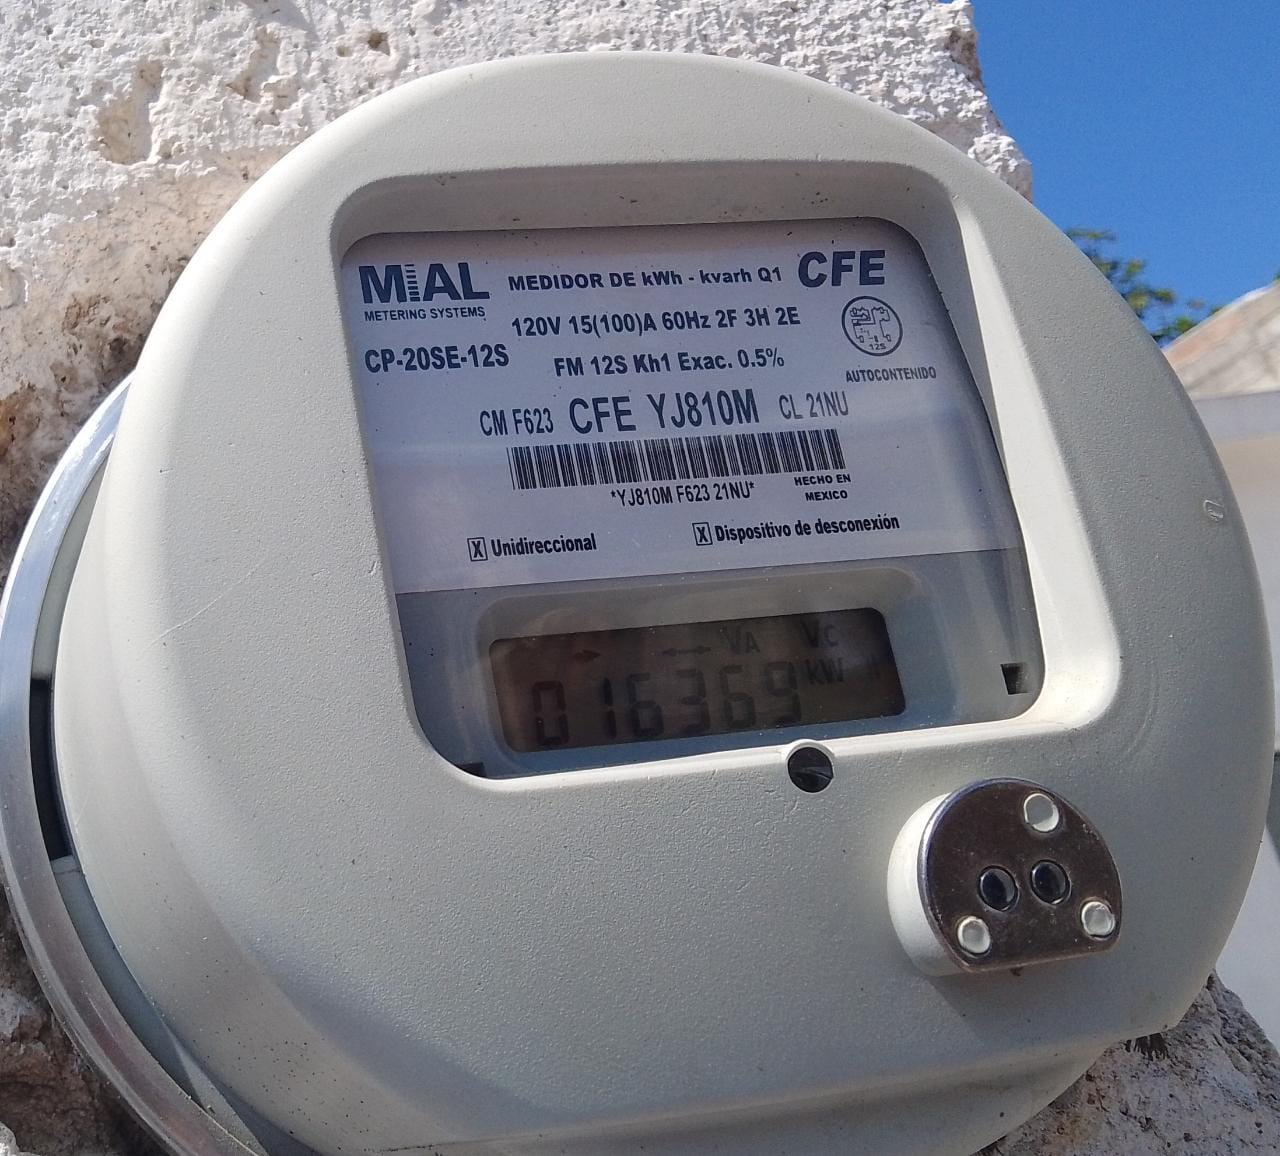 MIAL
METERING SYSTEMS
MEDIDOR DE kWh - kvarh Q1
CFE
120V 15(100)A 60Hz 2F 3H 2E
CP-20SE-12S
FM 12S Kh1 Exac. 0.5%
12S
AUTOCONTENIDO
CM F623 CFE YJ810M CL 21NU
*YJ810M F623 21NU*
HECHO EN
MEXICO
X Unidireccional
X Dispositivo de desconexión
VA VC
016369 kW H